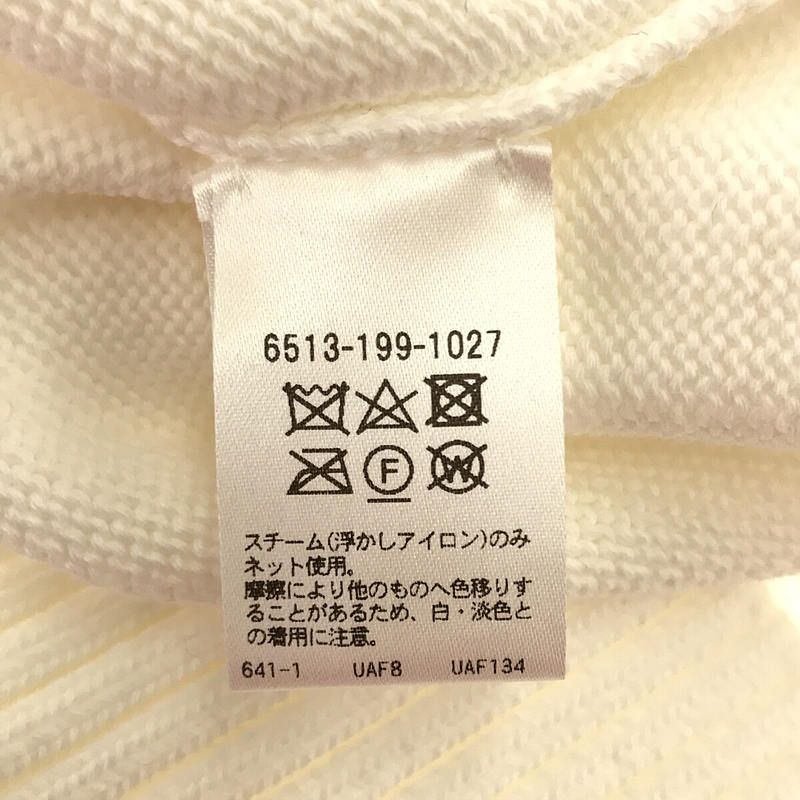 6513-199-1027
F
W
スチーム(浮かしアイロン)のみ
ネット使用。
摩擦により他のものへ色移りす
ることがあるため、白・淡色と
の着用に注意。
641-1 UAF8 UAF134